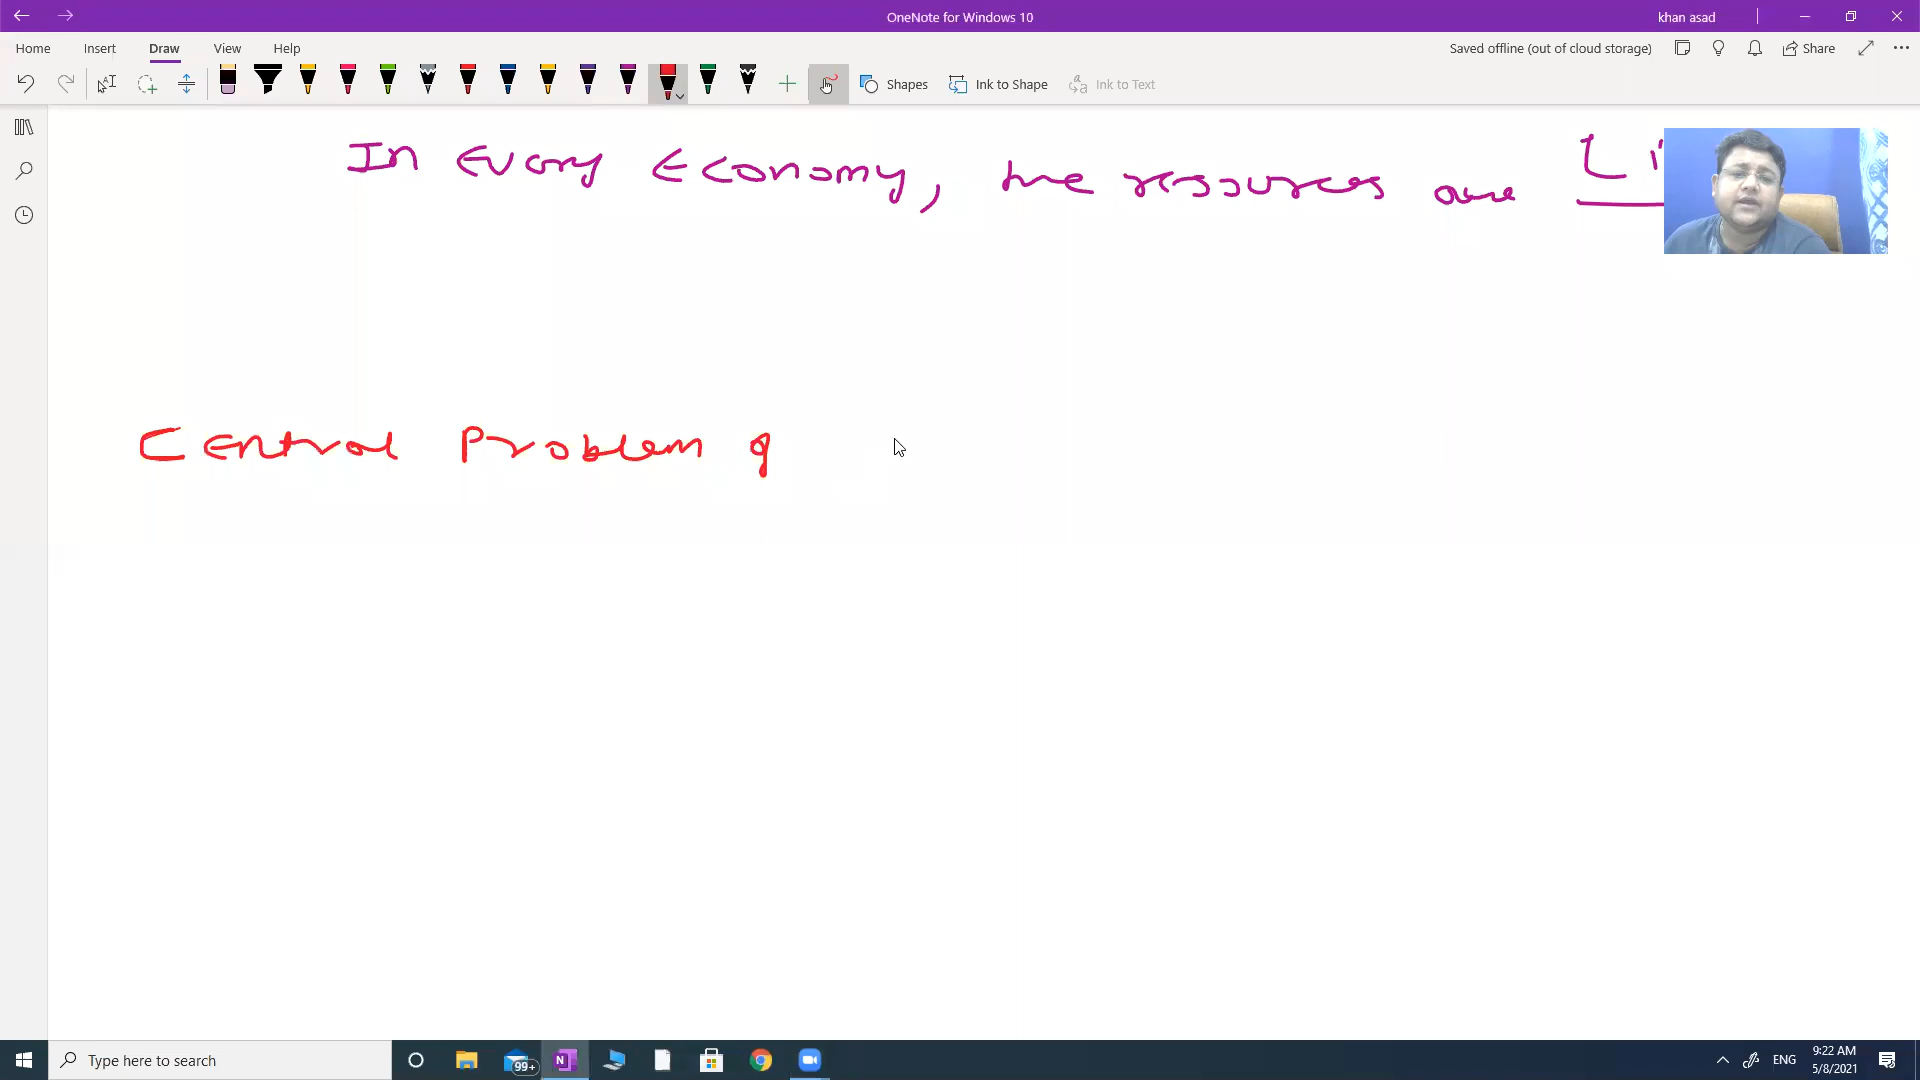 OneNote for Windows 10
khan asad
Home Insert Draw View Help
Saved offline (out of cloud storage)
Share
Shapes
Ink to Shape
Ink to Text
In Every Economy, the resources are Li
Central Problem of
Type here to search
99+
ENG
9:22 AM
5/8/2021